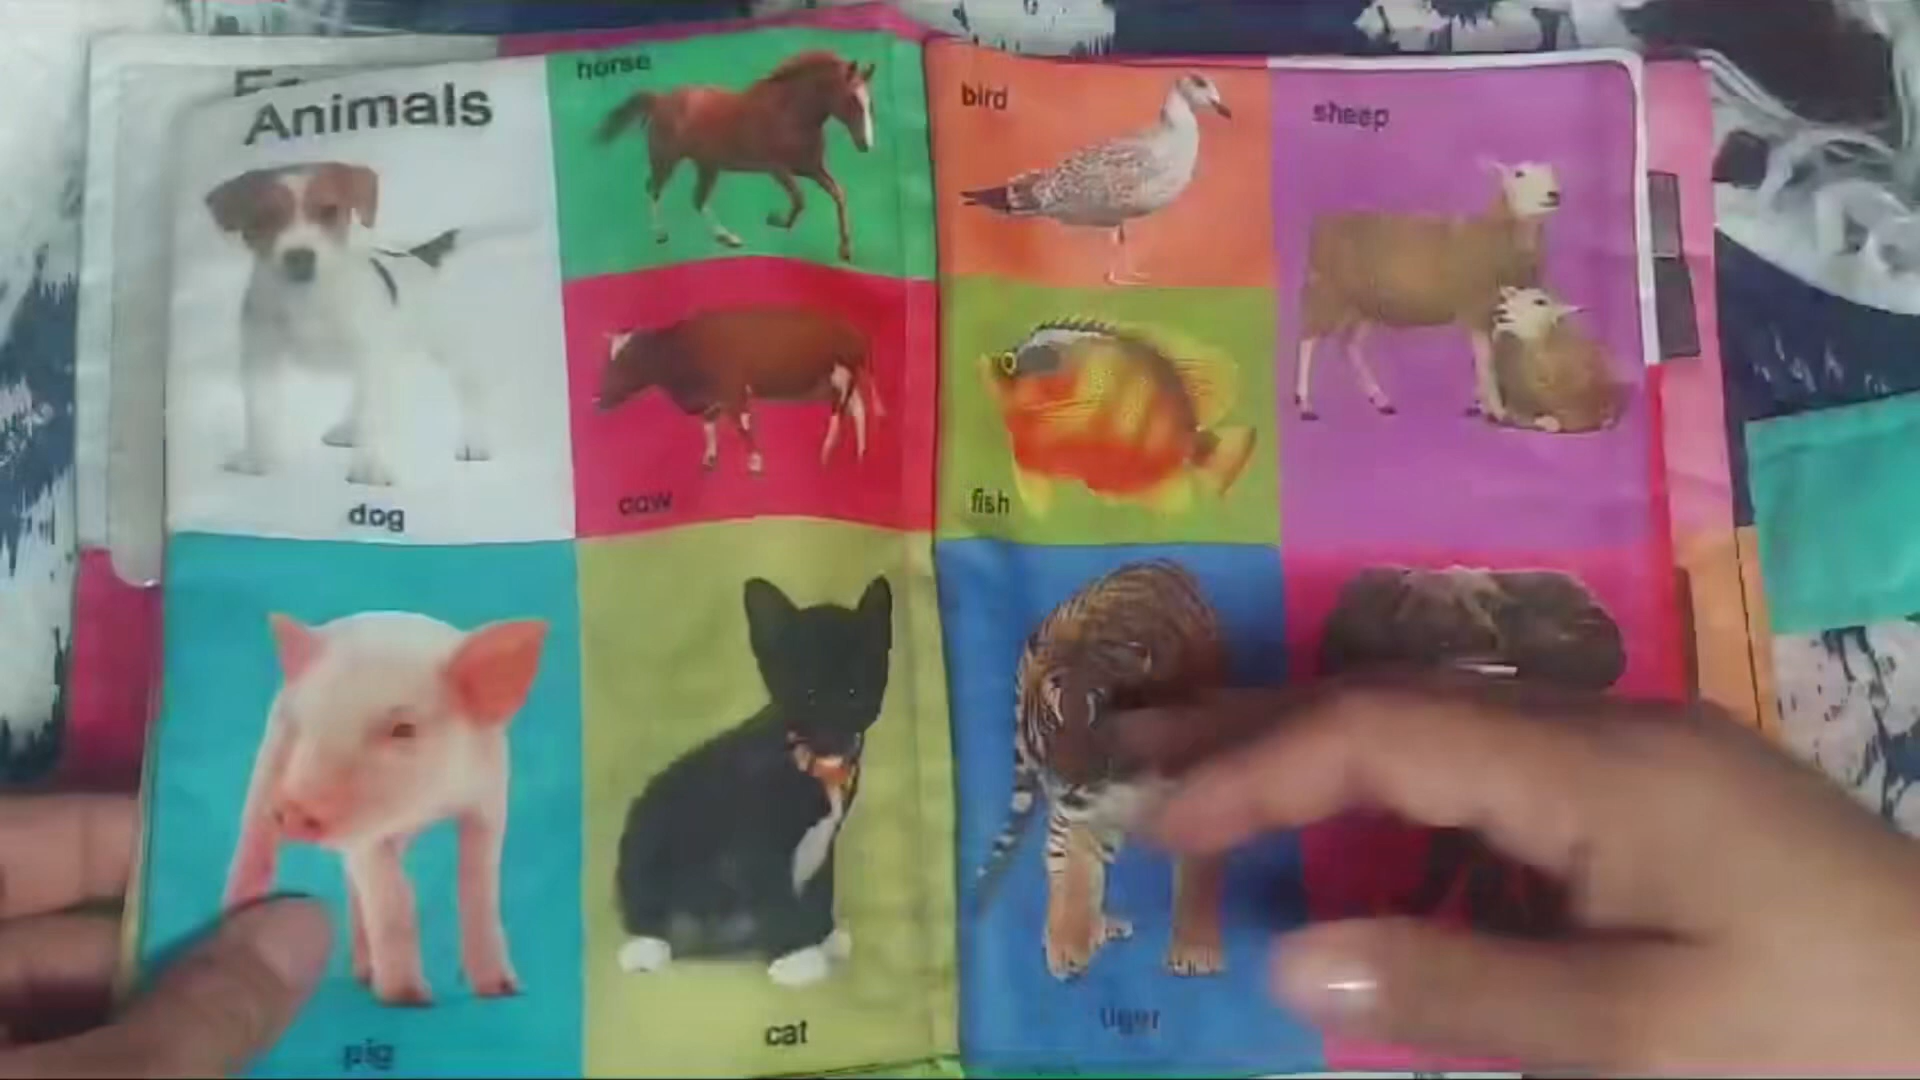 Animals
horse
bird
sheep
dog
cow
fish
pig
cat
tiger